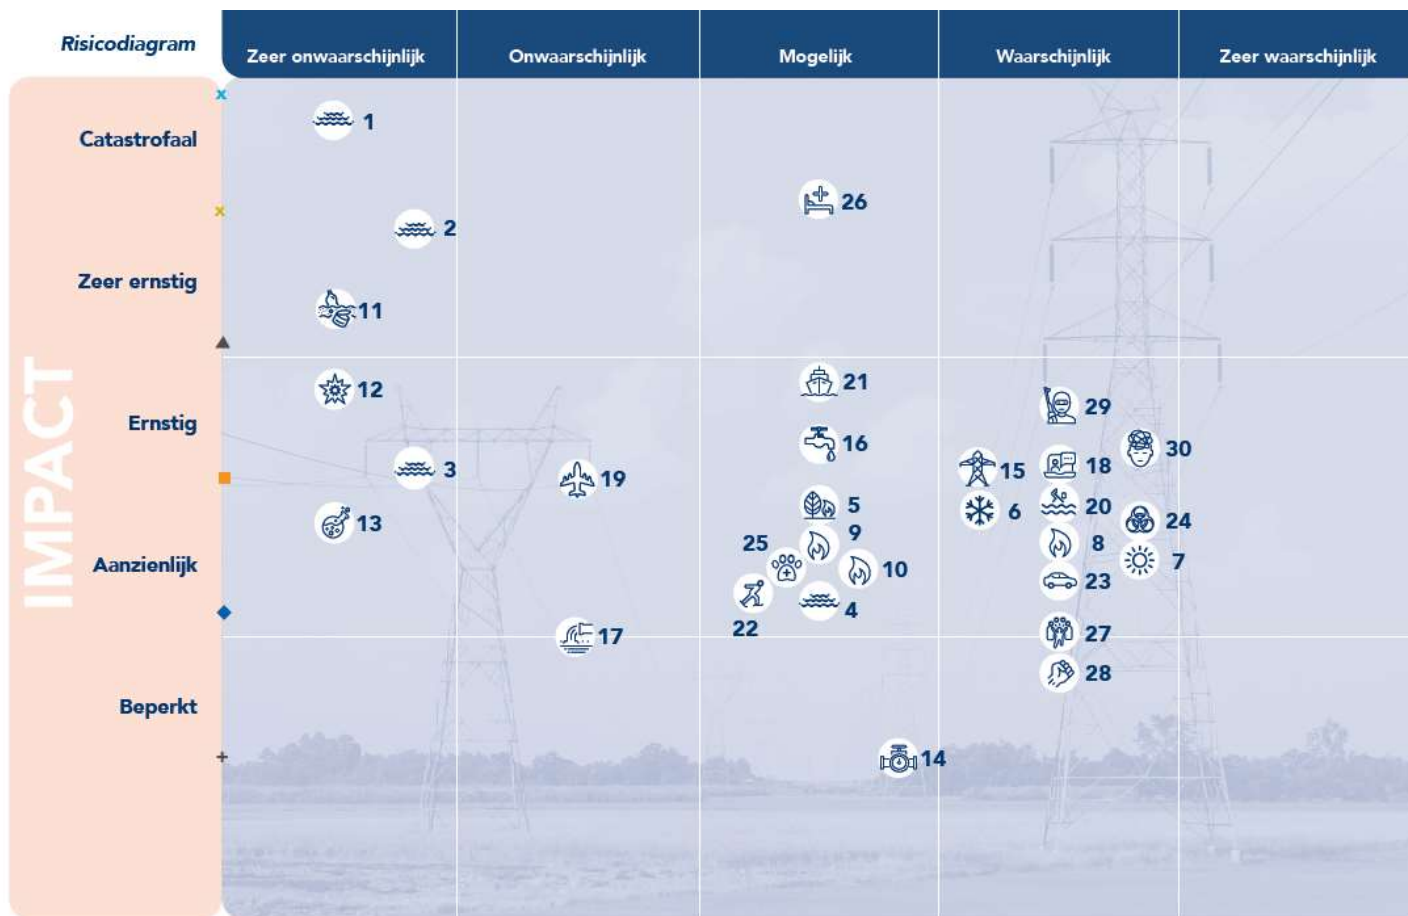 Risicodiagram
Zeer onwaarschijnlijk
Onwaarschijnlijk
Mogelijk
Waarschijnlijk
Zeer waarschijnlijk
IMPACT
Catastrofaal
Zeer ernstig
Ernstig
Aanzienlijk
Beperkt
1
26
2
11
21
12
29
16
30
18
3
15
19
5
6
20
13
24
9
25
8
7
10
23
4
22
27
17
28
14